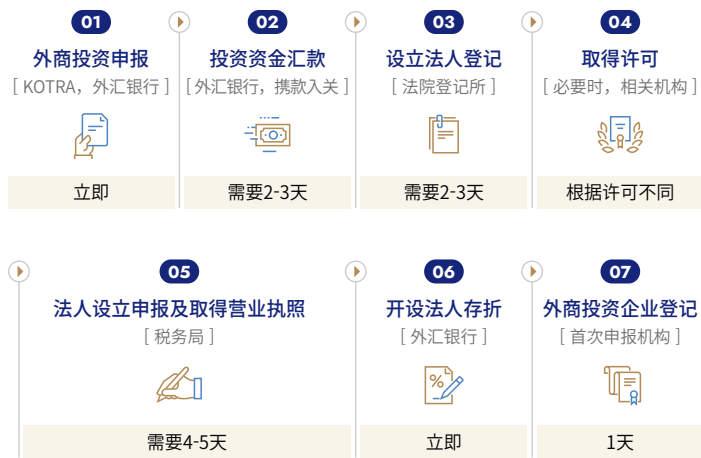 01
外商投资申报
[ KOTRA，外汇银行 ]
立即
02
投资资金汇款
[ 外汇银行，携款入关 ]
需要2-3天
03
设立法人登记
[ 法院登记所 ]
需要2-3天
04
取得许可
[ 必要时，相关机构 ]
根据许可不同
05
法人设立申报及取得营业执照
[ 税务局 ]
需要4-5天
06
开设法人存折
[ 外汇银行 ]
%
立即
07
外商投资企业登记
[ 首次申报机构 ]
1天